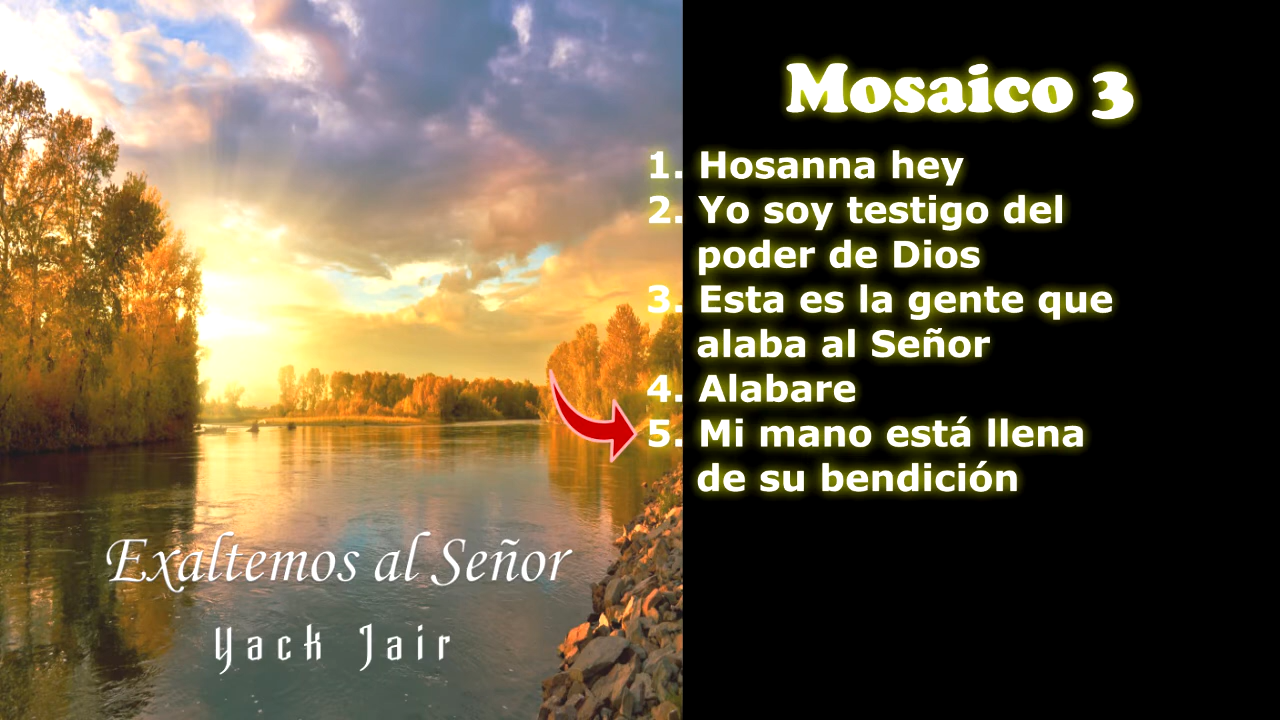 Mosaico 3
1. Hosanna hey
2. Yo soy testigo del
poder de Dios
3. Esta es la gente que
alaba al Señor
4. Alabare
5. Mi mano está llena
de su bendición
Exaltemos al Señor
Yack Jair